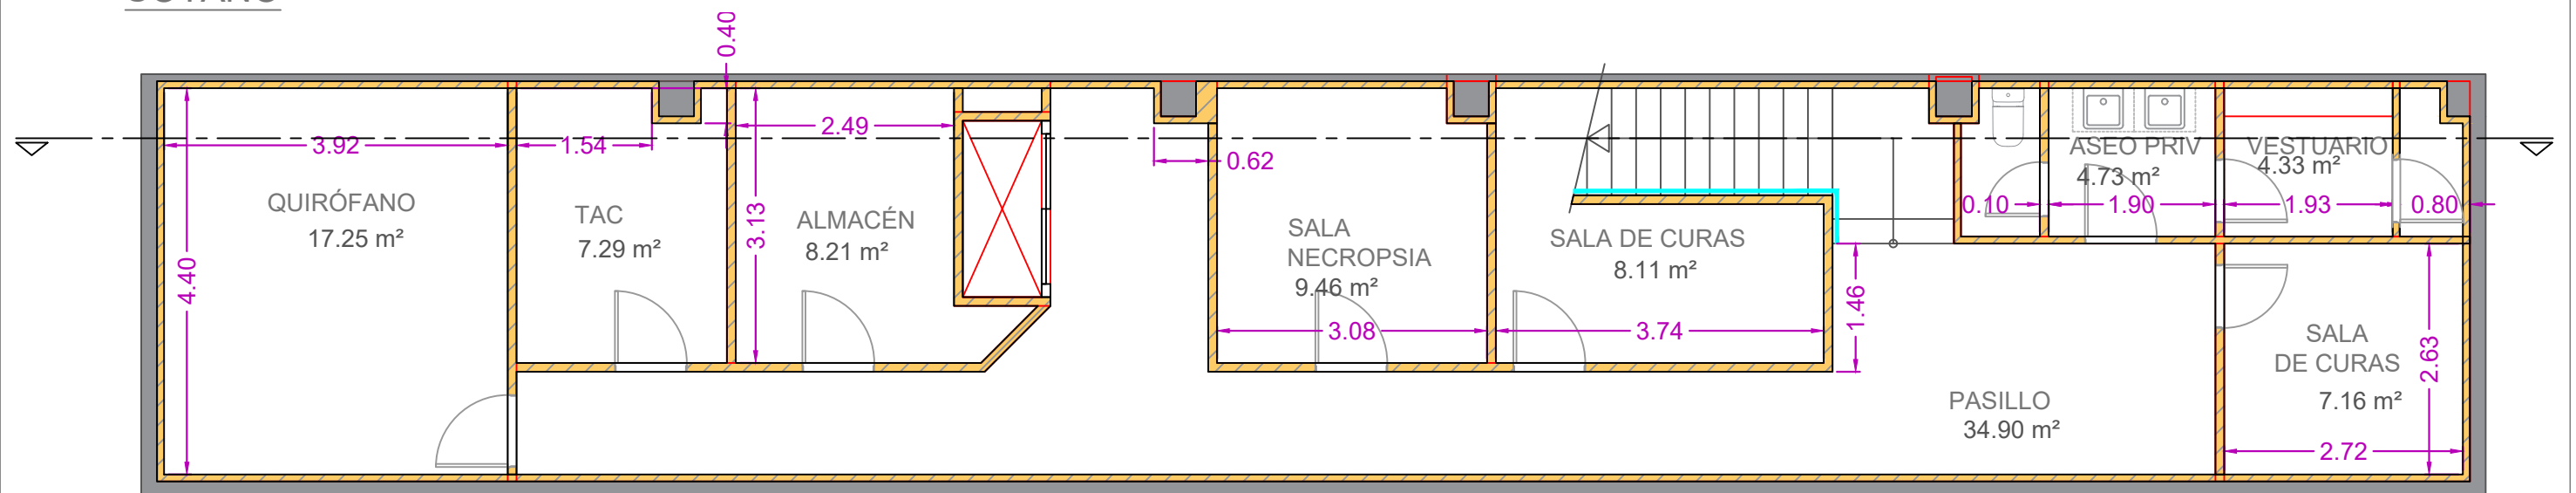 0.40
3.92
1.54
2.49
0.62
QUIRÓFANO
17.25 m²
4.40
TAC
7.29 m²
3.13
ALMACÉN
8.21 m²
SALA
NECROPSIA
9.46 m²
3.08
SALA DE CURAS
8.11 m²
3.74
1.46
ASEO PRIV
4.73 m²
0.10
1.90
VESTUARIO
4.33 m²
1.93
0.80
PASILLO
34.90 m²
SALA
DE CURAS
7.16 m²
2.63
2.72